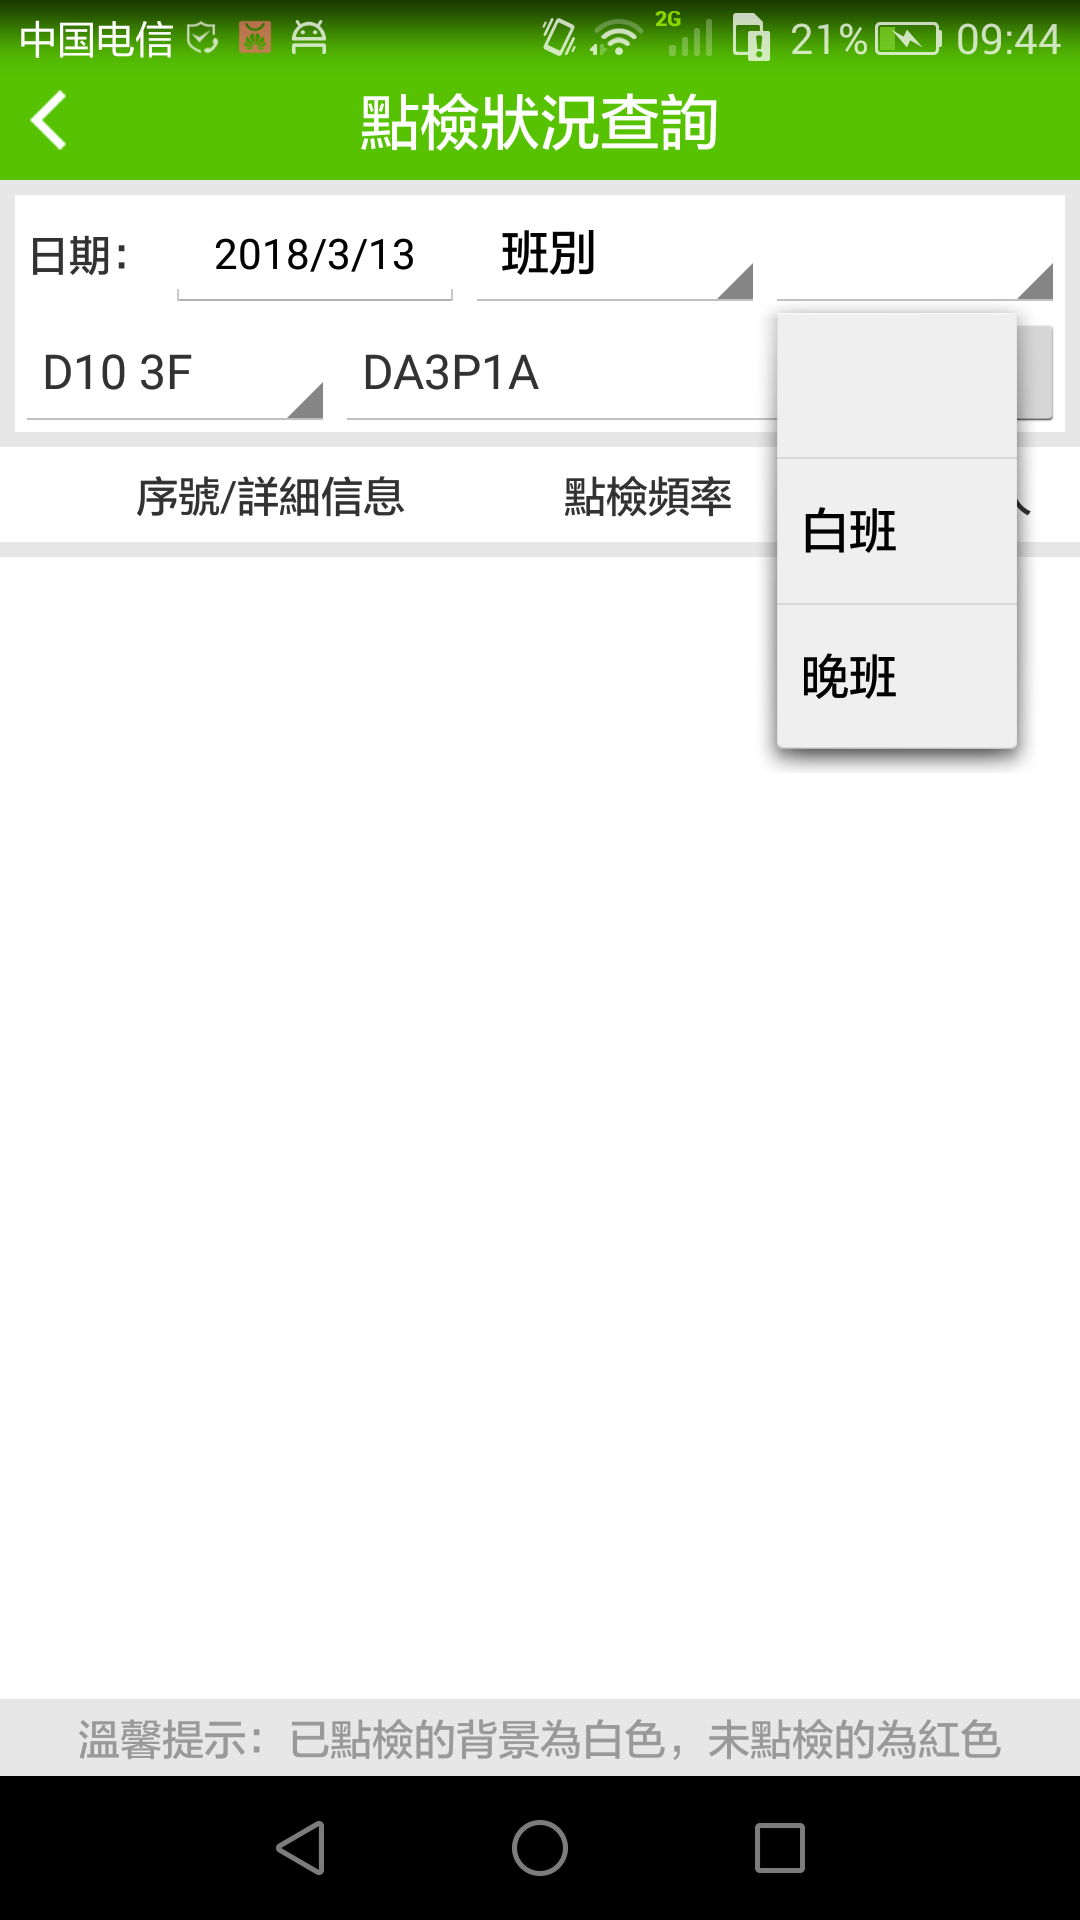 中国电信 2G 21% 09:44
點檢狀況查詢
日期： 2018/3/13 班別
D10 3F DA3P1A
序號/詳細信息 點檢頻率
白班
晚班
溫馨提示：已點檢的背景為白色，未點檢的為紅色